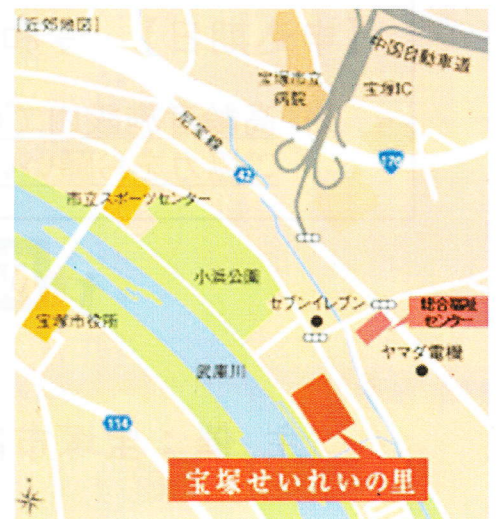 [近郊地図]
中国自動車道
宝塚市立
病院
宝塚IC
尼宝線
42
176
市立スポーツセンター
小浜公園
セブンイレブン
総合福祉
センター
宝塚市役所
ヤマダ電機
武庫川
114
宝塚せいれいの里